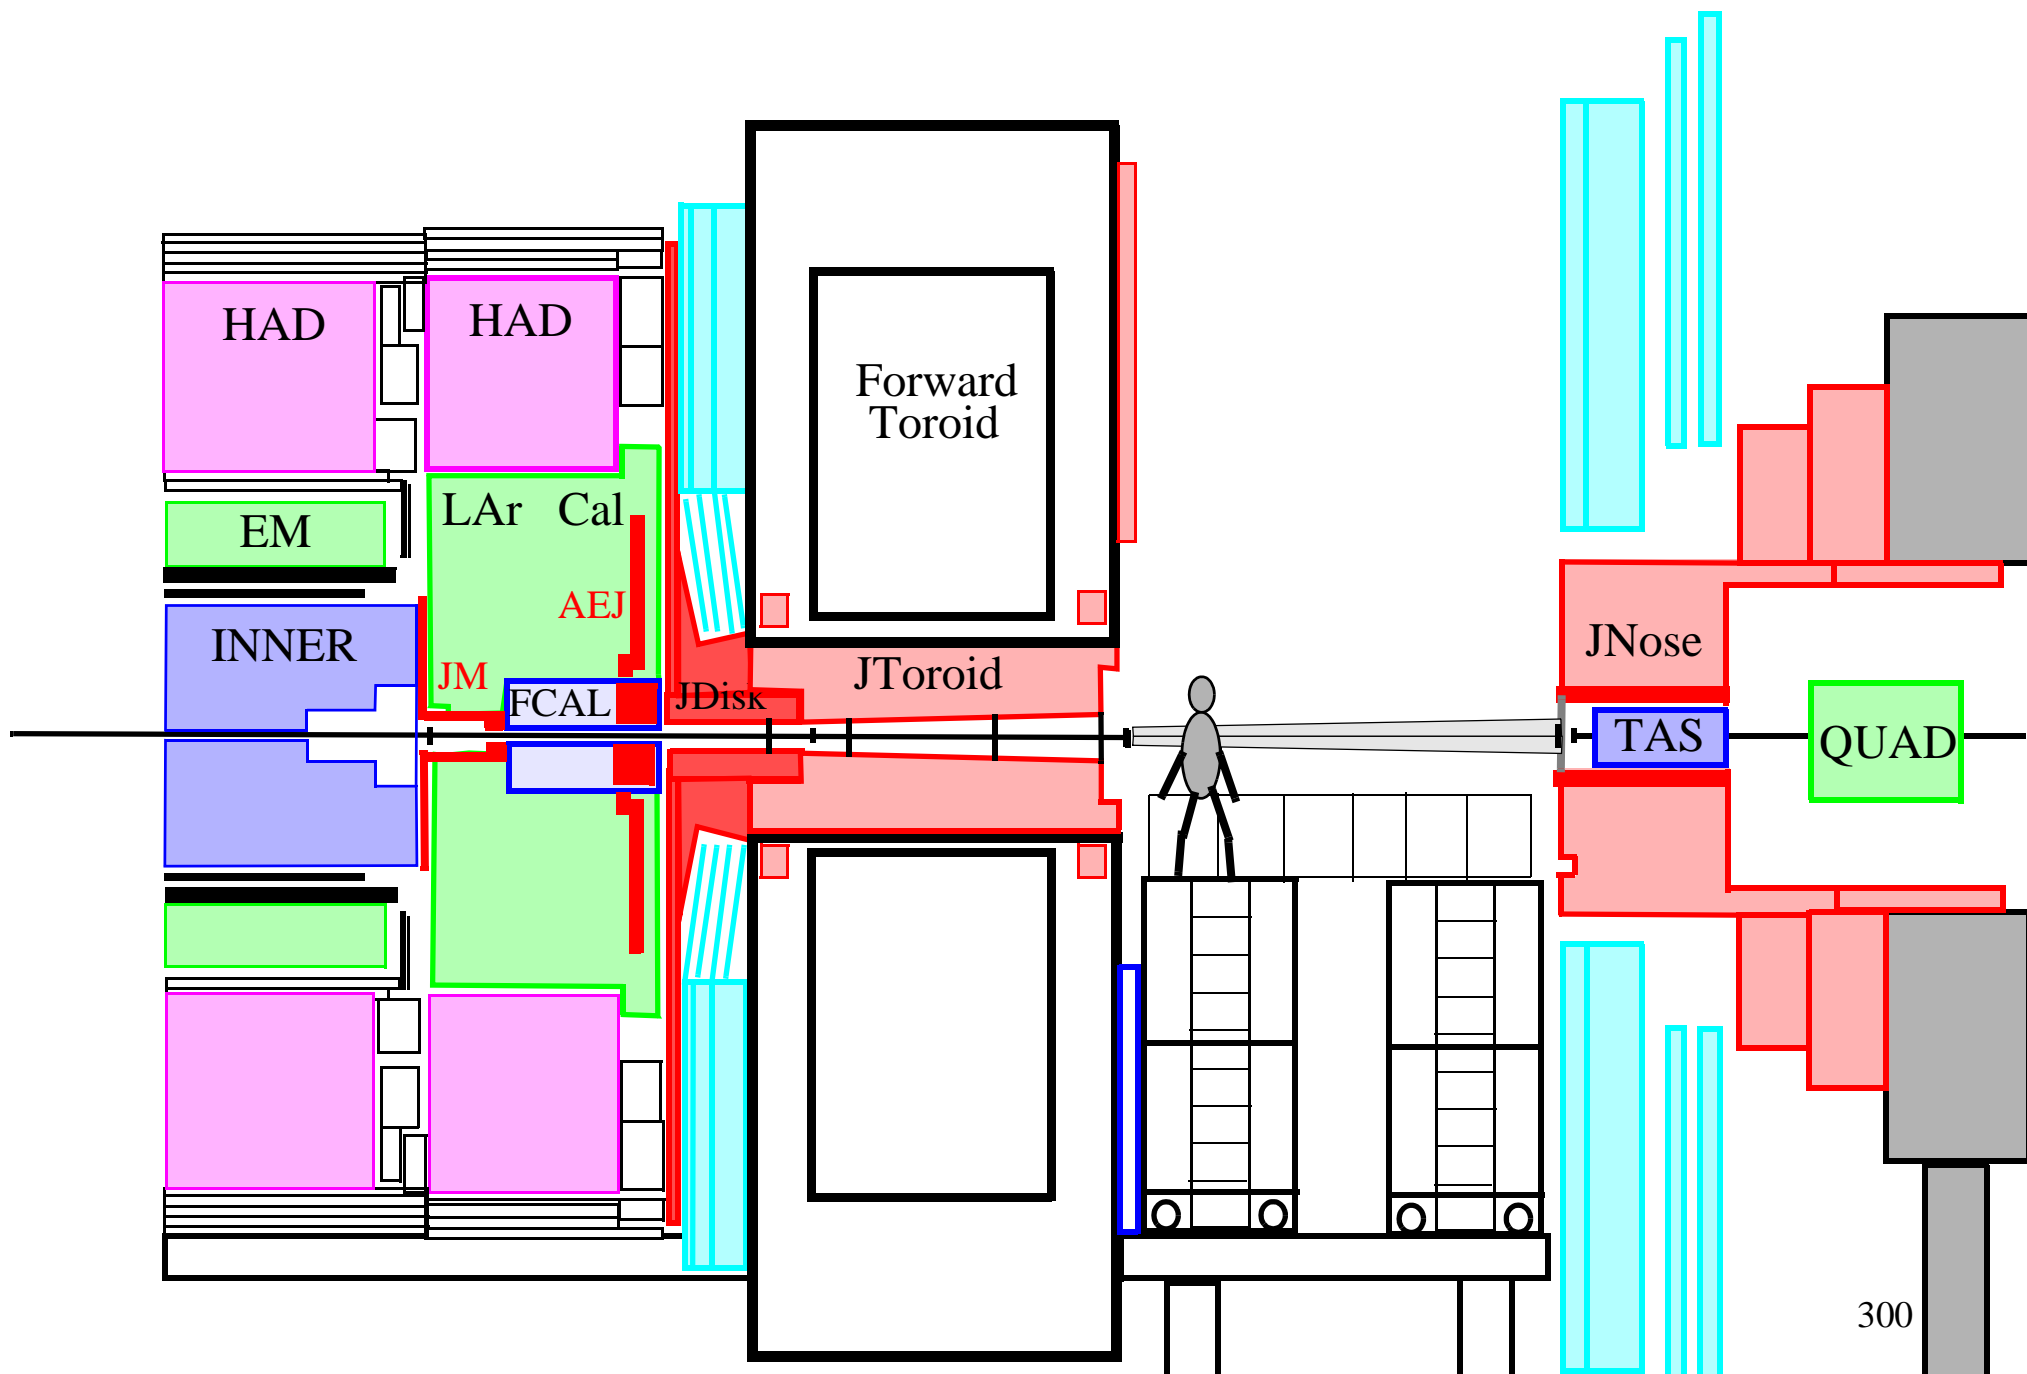 HAD
HAD
Forward
Toroid
LAr Cal
EM
AEJ
INNER
JNose
JM
JToroid
FCAL
JDisk
TAS
QUAD
300